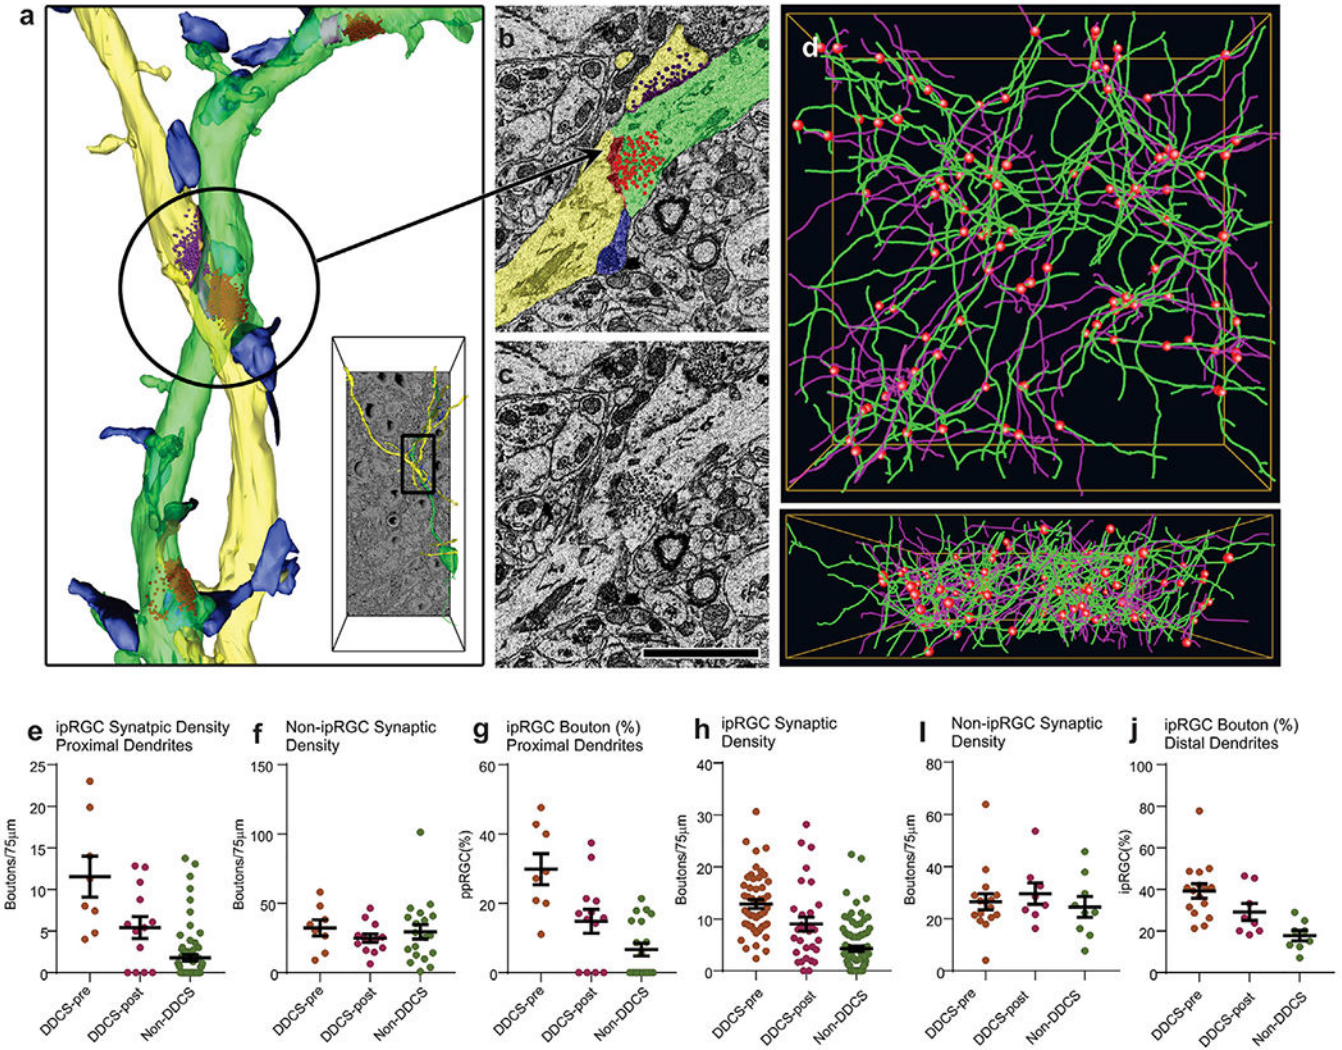 a
b
c
d
e ipRGC Synatpic Density
Proximal Dendrites
25
20
15
10
5
0
Boutons/75µm
DDCS-pre
DDCS-post
Non-DDCS
f Non-ipRGC Synaptic
Density
150
100
50
0
Boutons/75µm
DDCS-pre
DDCS-post
Non-DDCS
g ipRGC Bouton (%)
Proximal Dendrites
60
40
20
0
ppRGC(%)
DDCS-pre
DDCS-post
Non-DDCS
h ipRGC Synaptic
Density
40
30
20
10
0
Boutons/75µm
DDCS-pre
DDCS-post
Non-DDCS
I Non-ipRGC Synaptic
Density
80
60
40
20
0
Boutons/75µm
DDCS-pre
DDCS-post
Non-DDCS
j ipRGC Bouton (%)
Distal Dendrites
100
80
60
40
20
0
ipRGC(%)
DDCS-pre
DDCS-post
Non-DDCS